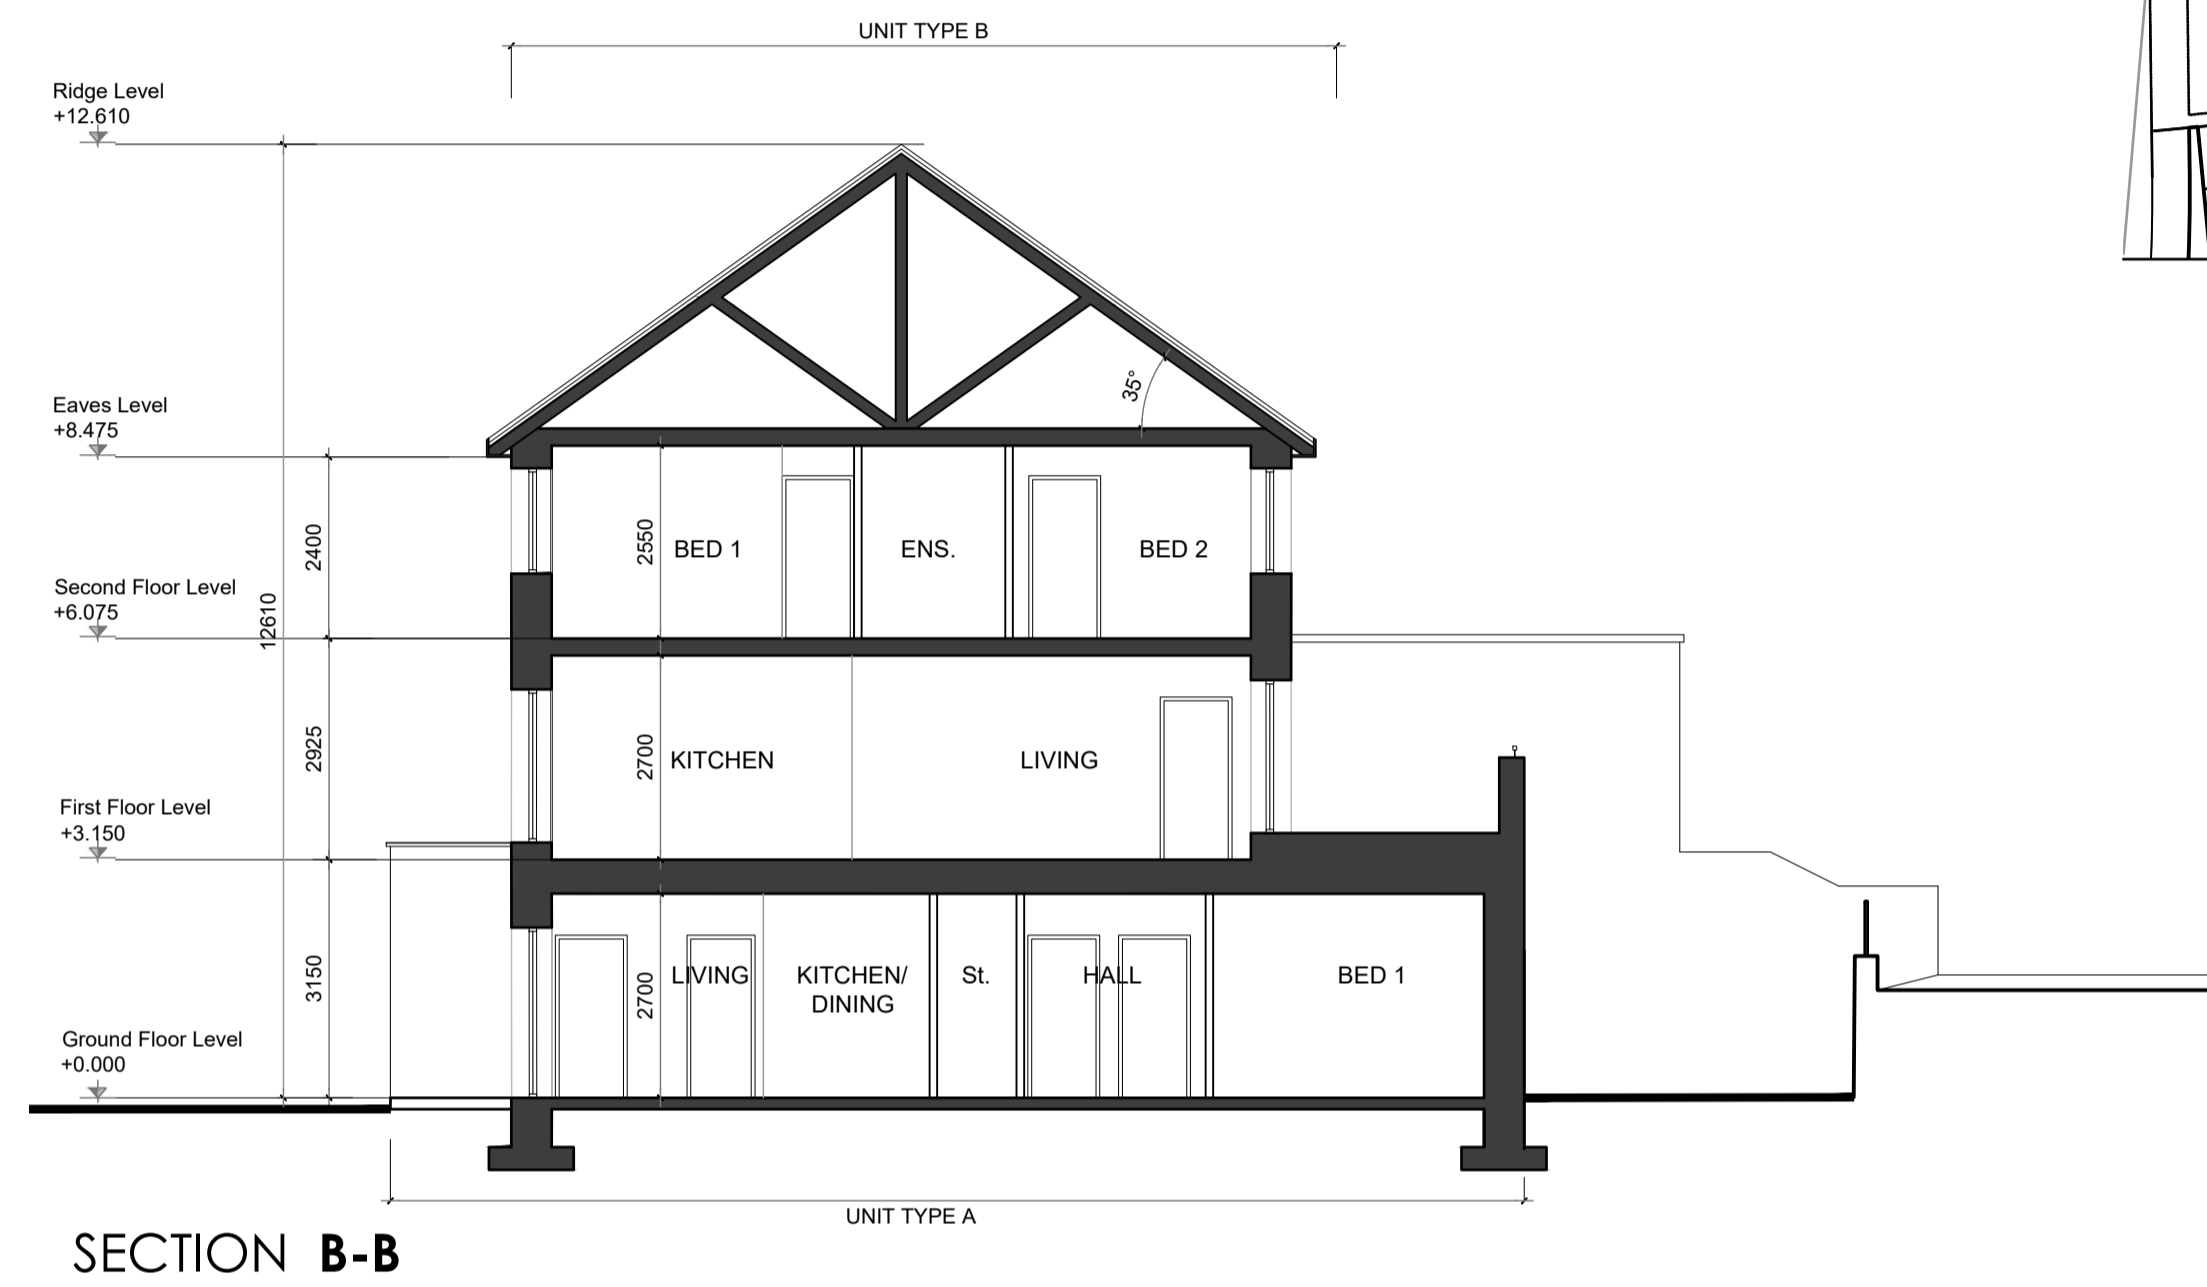 UNIT TYPE B
Ridge Level
+12.610
35°
Eaves Level
+8.475
2400
2550
BED 1
ENS.
BED 2
Second Floor Level
+6.075
12610
2925
2700
KITCHEN
LIVING
First Floor Level
+3.150
3150
2700
LIVING
KITCHEN/
DINING
St.
HALL
BED 1
Ground Floor Level
+0.000
UNIT TYPE A
SECTION B-B